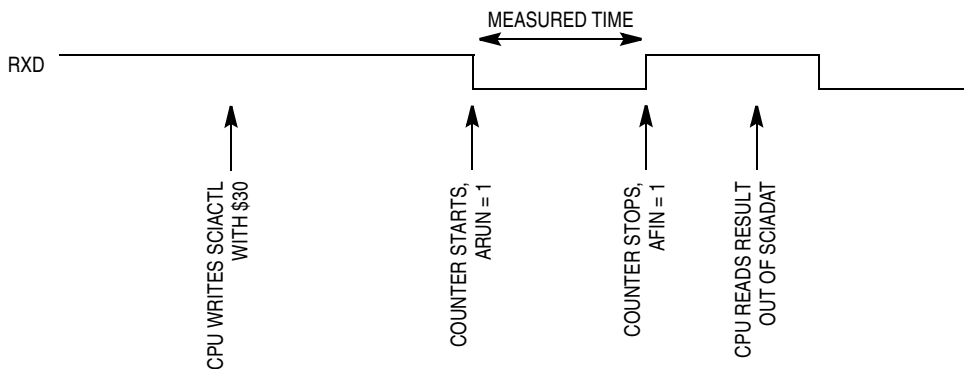 MEASURED TIME
RXD
CPU WRITES SCIACTL
WITH $30
COUNTER STARTS,
ARUN = 1
COUNTER STOPS,
AFIN = 1
CPU READS RESULT
OUT OF SCIADAT